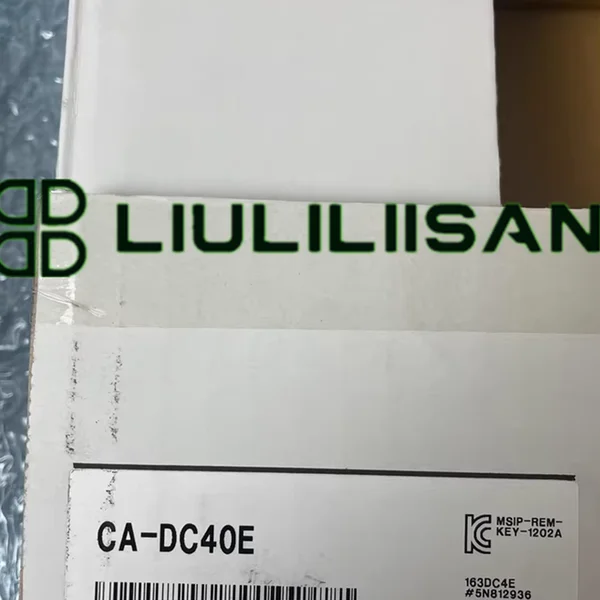 LIULILIISAN
CA-DC40E
MSIP-REM-
KEY-1202A
163DC4E
#5N812936